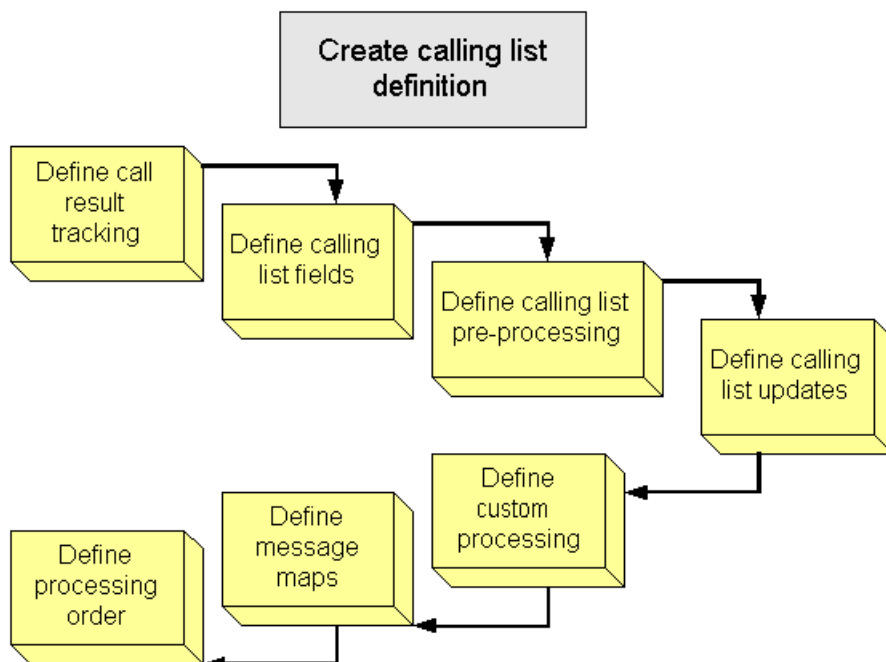 Create calling list
definition
Define call
result
tracking
Define calling
list fields
Define calling list
pre-processing
Define calling
list updates
Define
custom
processing
Define
message
maps
Define
processing
order